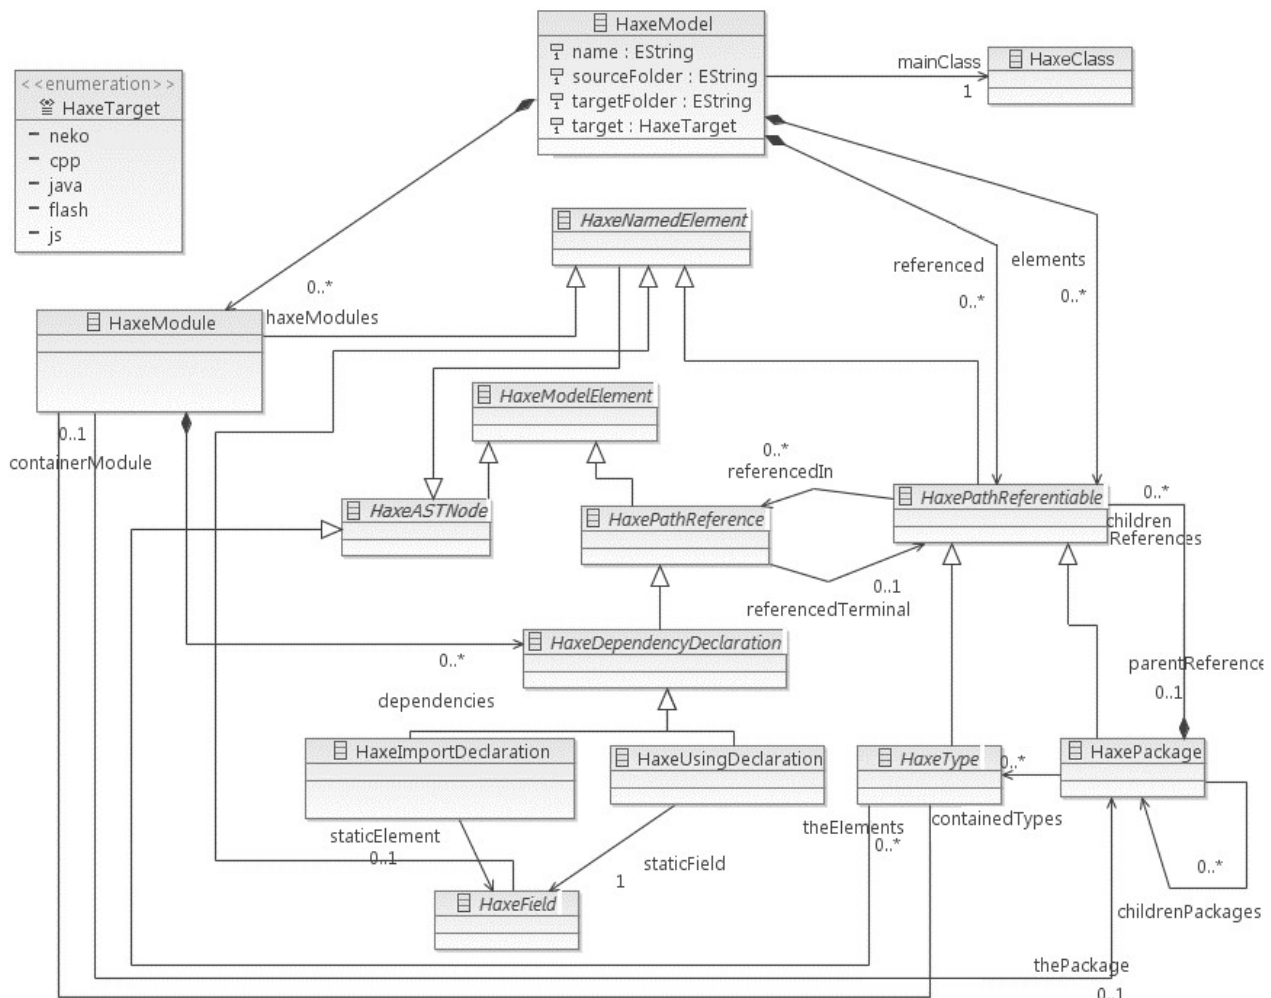 HaxeModel
name : EString
sourceFolder : EString
targetFolder : EString
target : HaxeTarget
mainClass
1
HaxeClass
<<enumeration>>
HaxeTarget
neko
cpp
java
flash
js
HaxeNamedElement
referenced
0..*
elements
0..*
0..*
haxeModules
HaxeModule
HaxeModelElement
0..1
containerModule
0..*
referencedIn
HaxeASTNode
HaxePathReference
HaxePathReferentiable
0..*
children
References
0..1
referencedTerminal
HaxeDependencyDeclaration
0..*
dependencies
parentReference
0..1
HaxeImportDeclaration
HaxeUsingDeclaration
HaxeType
0..*
HaxePackage
containedTypes
theElements
0..*
staticElement
0..1
staticField
1
0..*
childrenPackages
HaxeField
thePackage
0..1